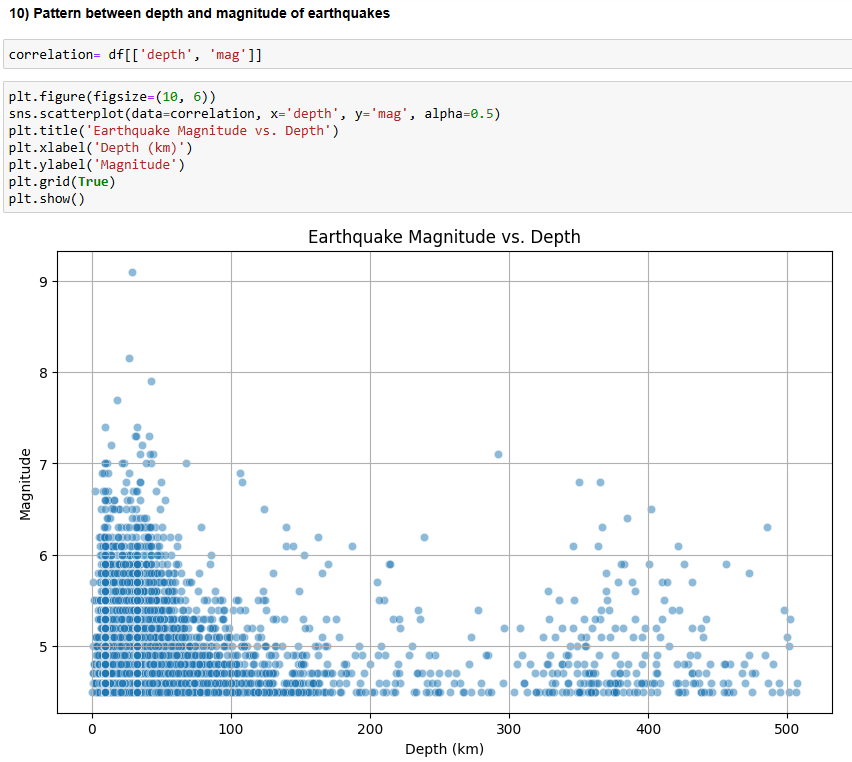 10) Pattern between depth and magnitude of earthquakes
correlation= df[['depth', 'mag']]
plt.figure(figsize=(10, 6))
sns.scatterplot(data=correlation, x='depth', y='mag', alpha=0.5)
plt.title('Earthquake Magnitude vs. Depth')
plt.xlabel('Depth (km)')
plt.ylabel('Magnitude')
plt.grid(True)
plt.show()
Earthquake Magnitude vs. Depth
9
8
7
6
5
Magnitude
0 100 200 300 400 500
Depth (km)